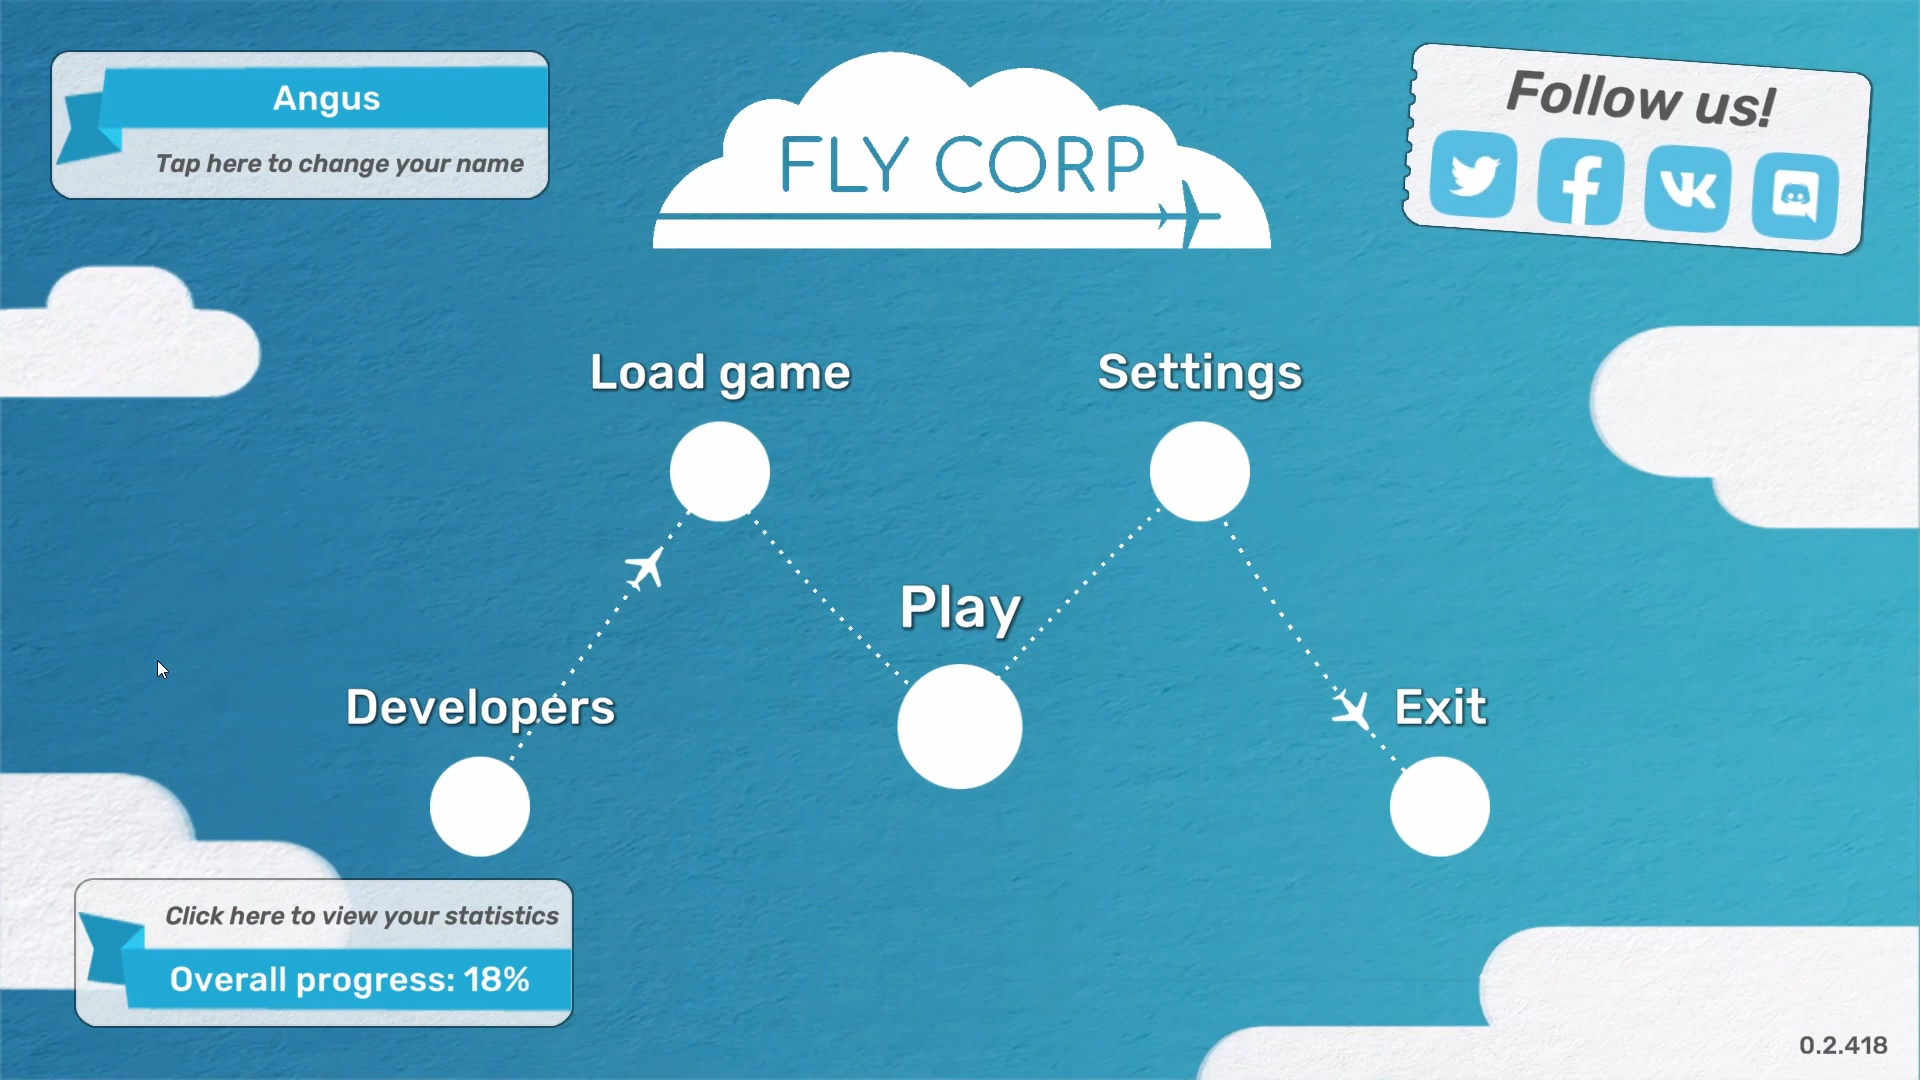 Angus
Tap here to change your name
FLY CORP
Follow us!
Load game
Settings
Play
Developers
Exit
Click here to view your statistics
Overall progress: 18%
0.2.418